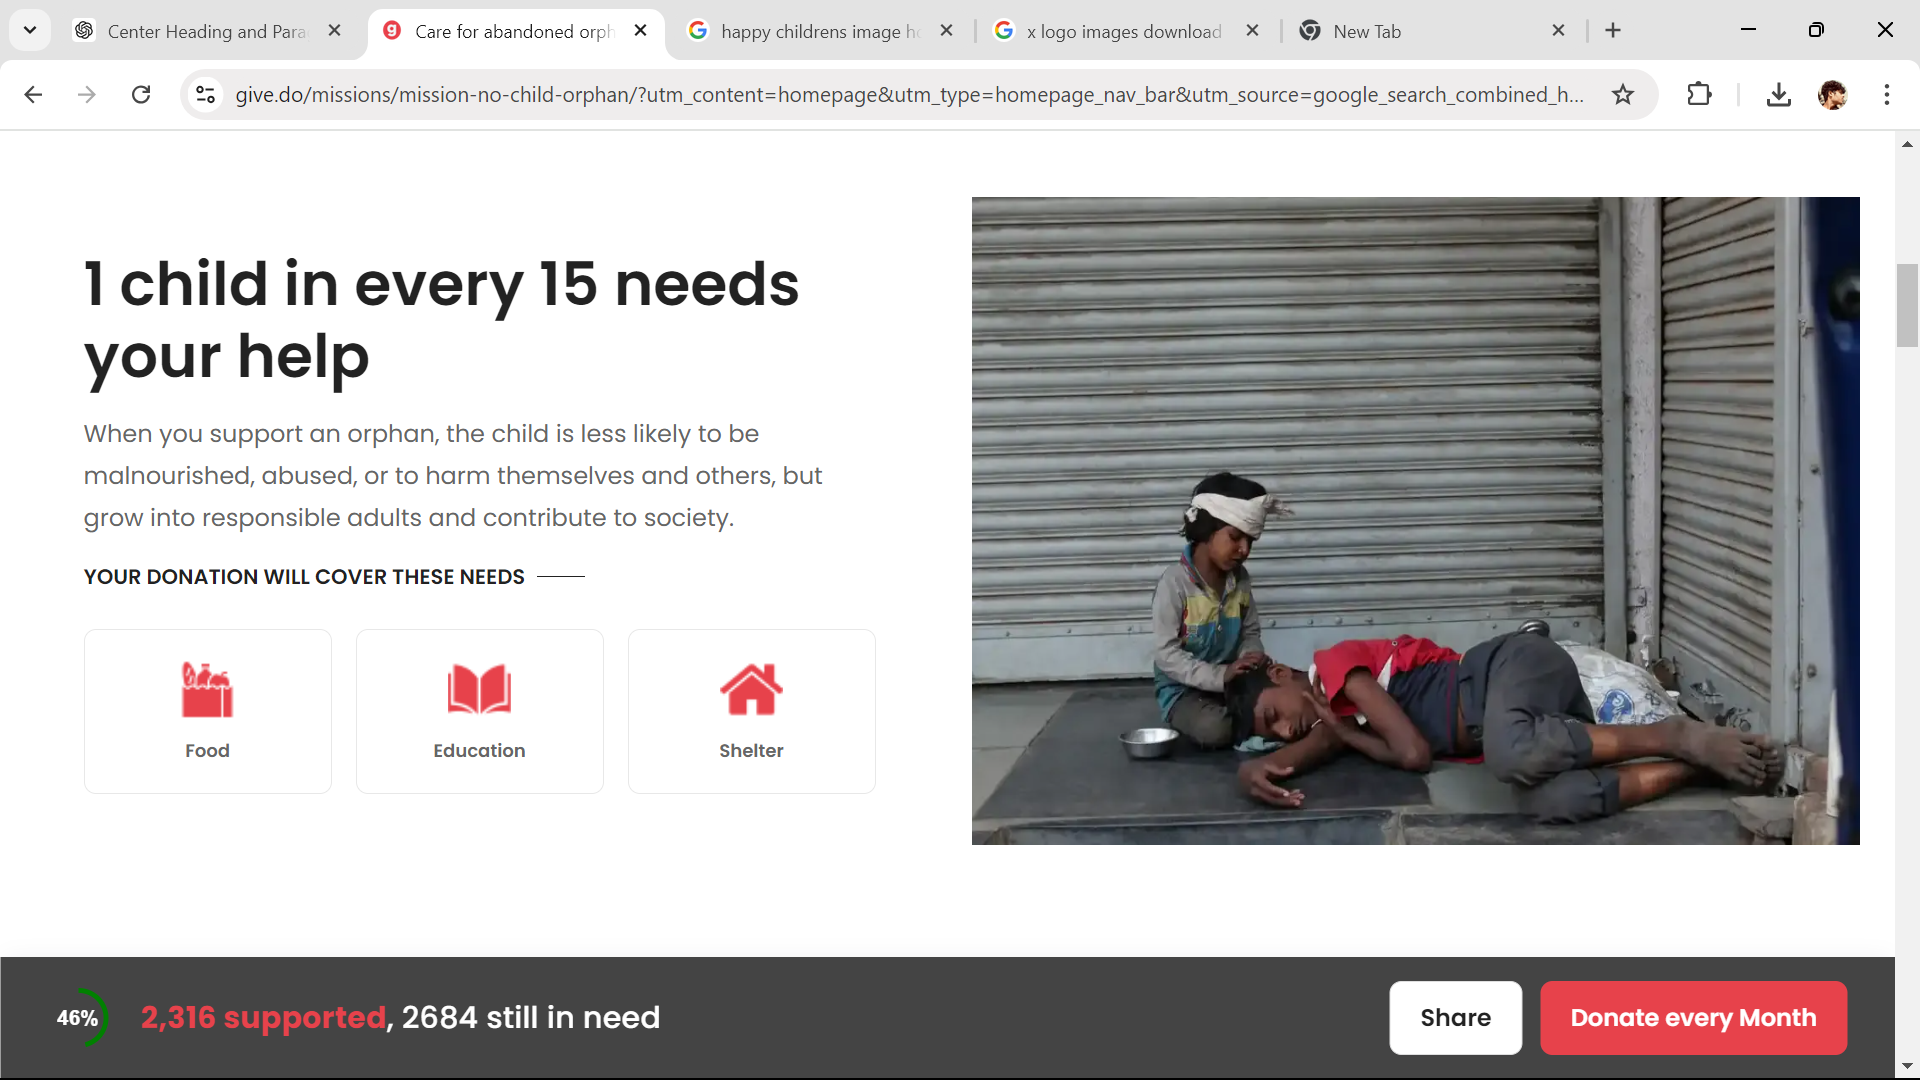 Center Heading and Para
Care for abandoned orph
happy childrens image ho
x logo images download
New Tab
give.do/missions/mission-no-child-orphan/?utm_content=homepage&utm_type=homepage_nav_bar&utm_source=google_search_combined_h...
1 child in every 15 needs
your help
When you support an orphan, the child is less likely to be
malnourished, abused, or to harm themselves and others, but
grow into responsible adults and contribute to society.
YOUR DONATION WILL COVER THESE NEEDS
Food
Education
Shelter
46%
2,316 supported, 2684 still in need
Share
Donate every Month